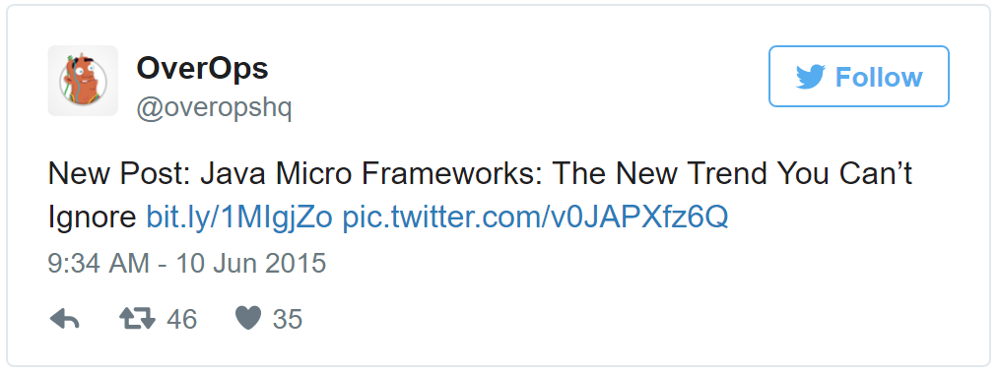 OverOps
@overopshq
Follow
New Post: Java Micro Frameworks: The New Trend You Can’t
Ignore bit.ly/1MIgjZo pic.twitter.com/v0JAPXfz6Q
9:34 AM - 10 Jun 2015
46 35